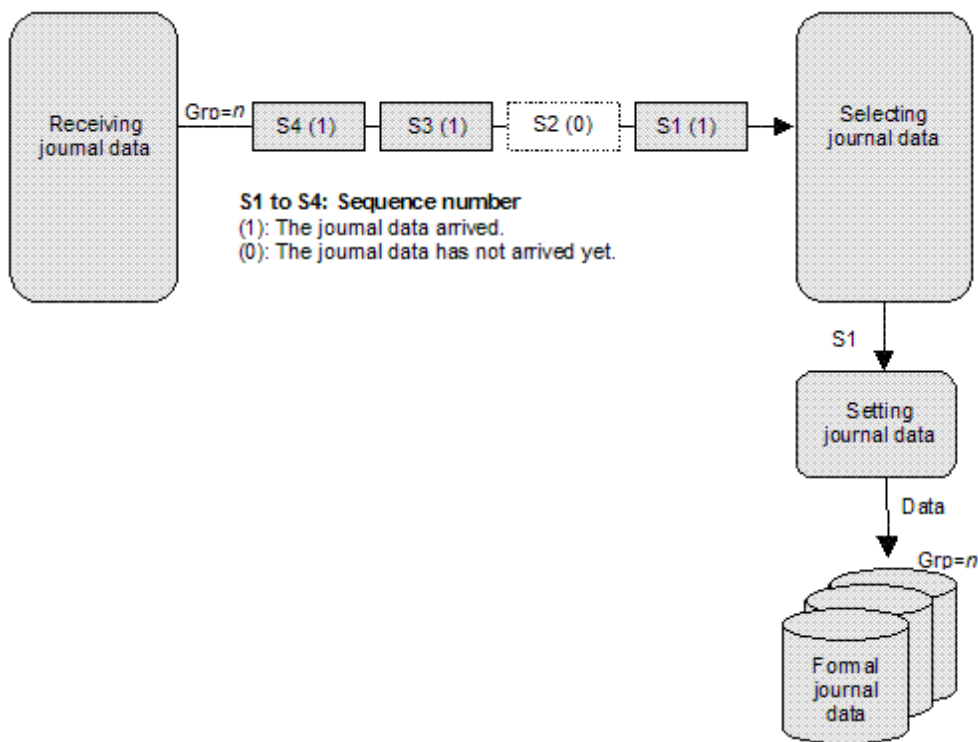 Receiving
journal data
Grp=n
S4 (1)
S3 (1)
S2 (0)
S1 (1)
Selecting
journal data
S1 to S4: Sequence number
(1): The journal data arrived.
(0): The journal data has not arrived yet.
S1
Setting
journal data
Data
Grp=n
Formal
journal
data